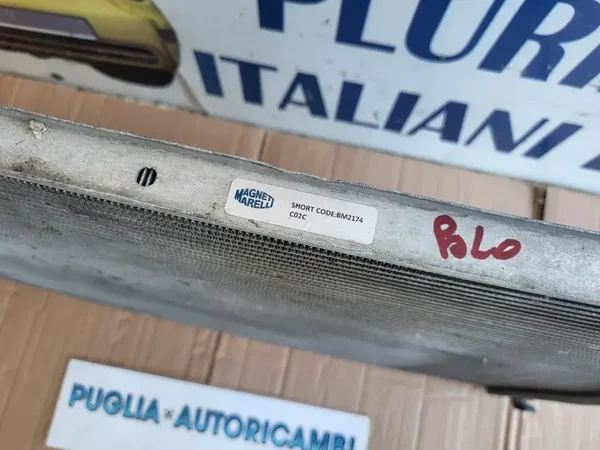 PLURI
ITALIANI
MAGNETI
MARELLI
SHORT CODE:BM2174
C02C
POLO
PUGLIA AUTORICAMBI